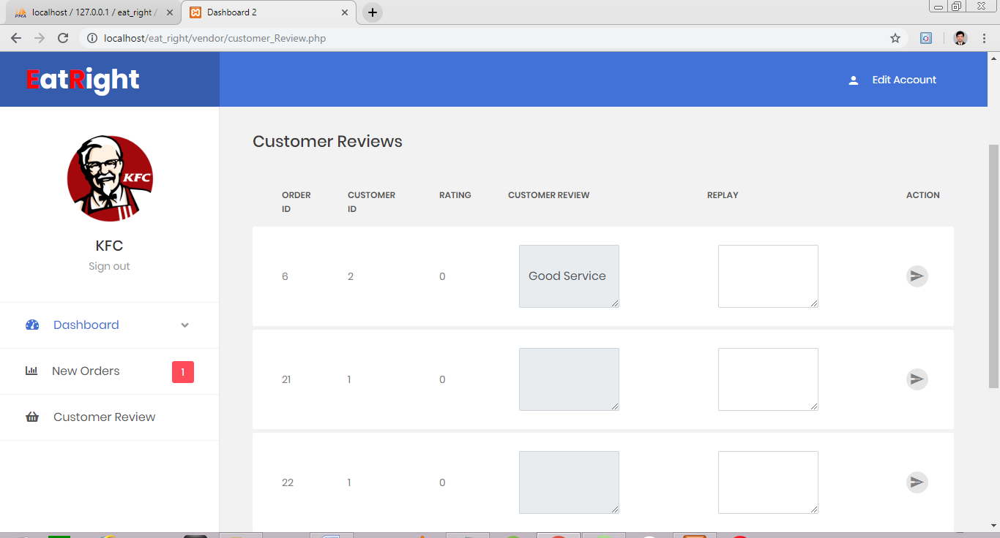 localhost / 127.0.0.1 / eat_right /
Dashboard 2
localhost/eat_right/vendor/customer_Review.php
EatRight
Edit Account
KFC
KFC
Sign out
Dashboard
New Orders
1
Customer Review
Customer Reviews
ORDER ID
CUSTOMER ID
RATING
CUSTOMER REVIEW
REPLAY
ACTION
6
2
0
Good Service
21
1
0
22
1
0